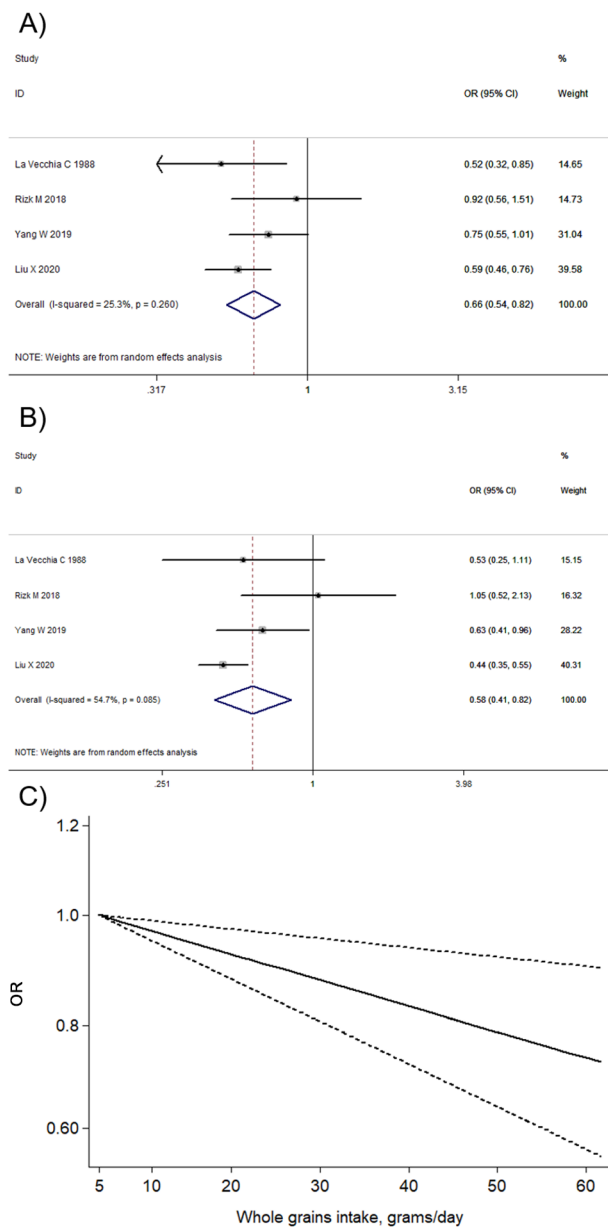 A)
Study %
ID OR (95% CI) Weight
La Vecchia C 1988 0.52 (0.32, 0.85) 14.65
Rizk M 2018 0.92 (0.56, 1.51) 14.73
Yang W 2019 0.75 (0.55, 1.01) 31.04
Liu X 2020 0.59 (0.46, 0.76) 39.58
Overall (I-squared = 25.3%, p = 0.260) 0.66 (0.54, 0.82) 100.00
NOTE: Weights are from random effects analysis
.317 1 3.15
B)
Study %
ID OR (95% CI) Weight
La Vecchia C 1988 0.53 (0.25, 1.11) 15.15
Rizk M 2018 1.05 (0.52, 2.13) 16.32
Yang W 2019 0.63 (0.41, 0.96) 28.22
Liu X 2020 0.44 (0.35, 0.55) 40.31
Overall (I-squared = 54.7%, p = 0.085) 0.58 (0.41, 0.82) 100.00
NOTE: Weights are from random effects analysis
.251 1 3.98
C)
1.2
1.0
OR
0.8
0.60
5 10 20 30 40 50 60
Whole grains intake, grams/day